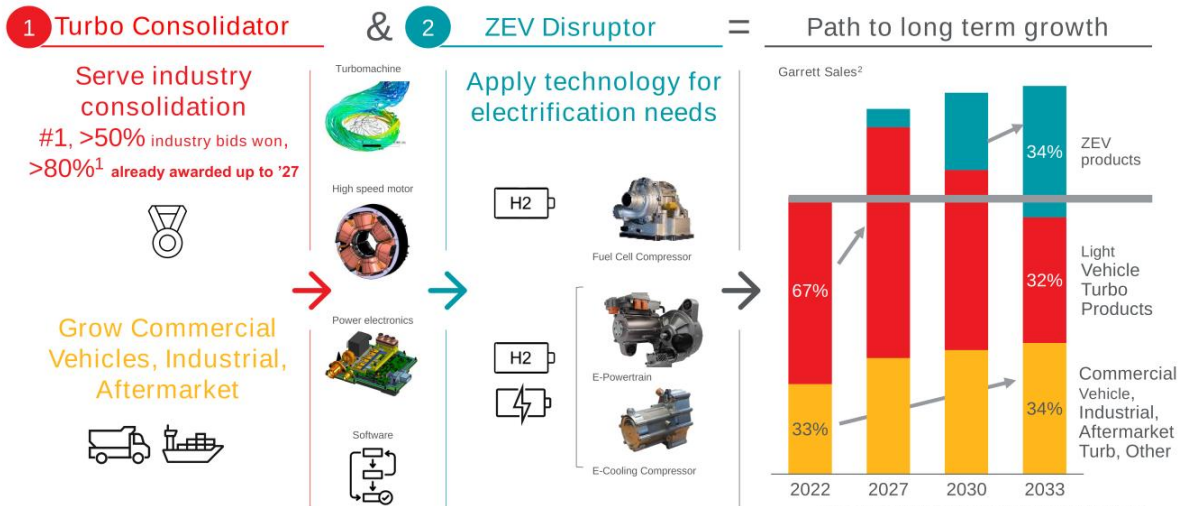 1 Turbo Consolidator
& 2 ZEV Disruptor
= Path to long term growth
Serve industry
consolidation
#1, >50% industry bids won,
>80%1 already awarded up to '27
Grow Commercial
Vehicles, Industrial,
Aftermarket
Turbomachine
High speed motor
Power electronics
Software
Apply technology for
electrification needs
H2
Fuel Cell Compressor
H2
E-Powertrain
E-Cooling Compressor
Garrett Sales2
67%
33%
34%
32%
34%
ZEV
products
Light
Vehicle
Turbo
Products
Commercial
Vehicle,
Industrial,
Aftermarket
Turb, Other
2022 2027 2030 2033